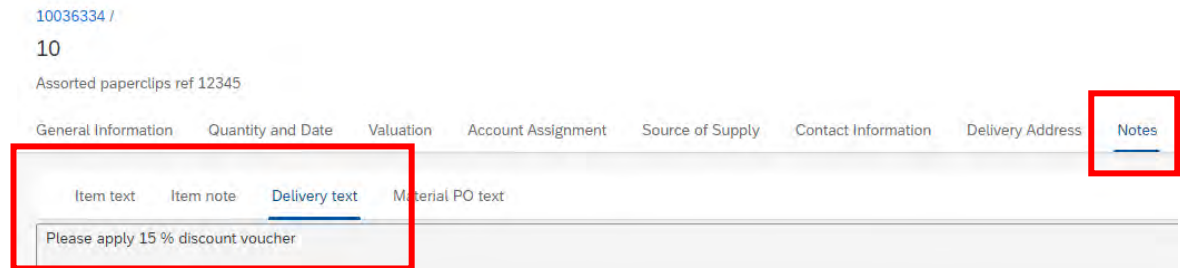 10036334 /
10
Assorted paperclips ref 12345
General Information Quantity and Date Valuation Account Assignment Source of Supply Contact Information Delivery Address Notes
Item text Item note Delivery text Material PO text
Please apply 15 % discount voucher